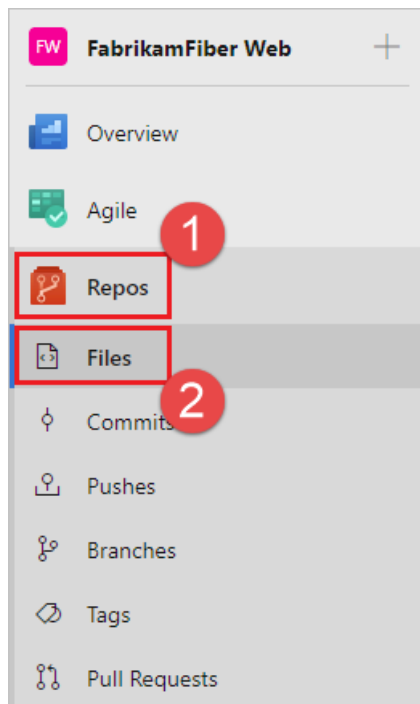 FW FabrikamFiber Web
Overview
Agile
1
Repos
Files
2
Commits
Pushes
Branches
Tags
Pull Requests